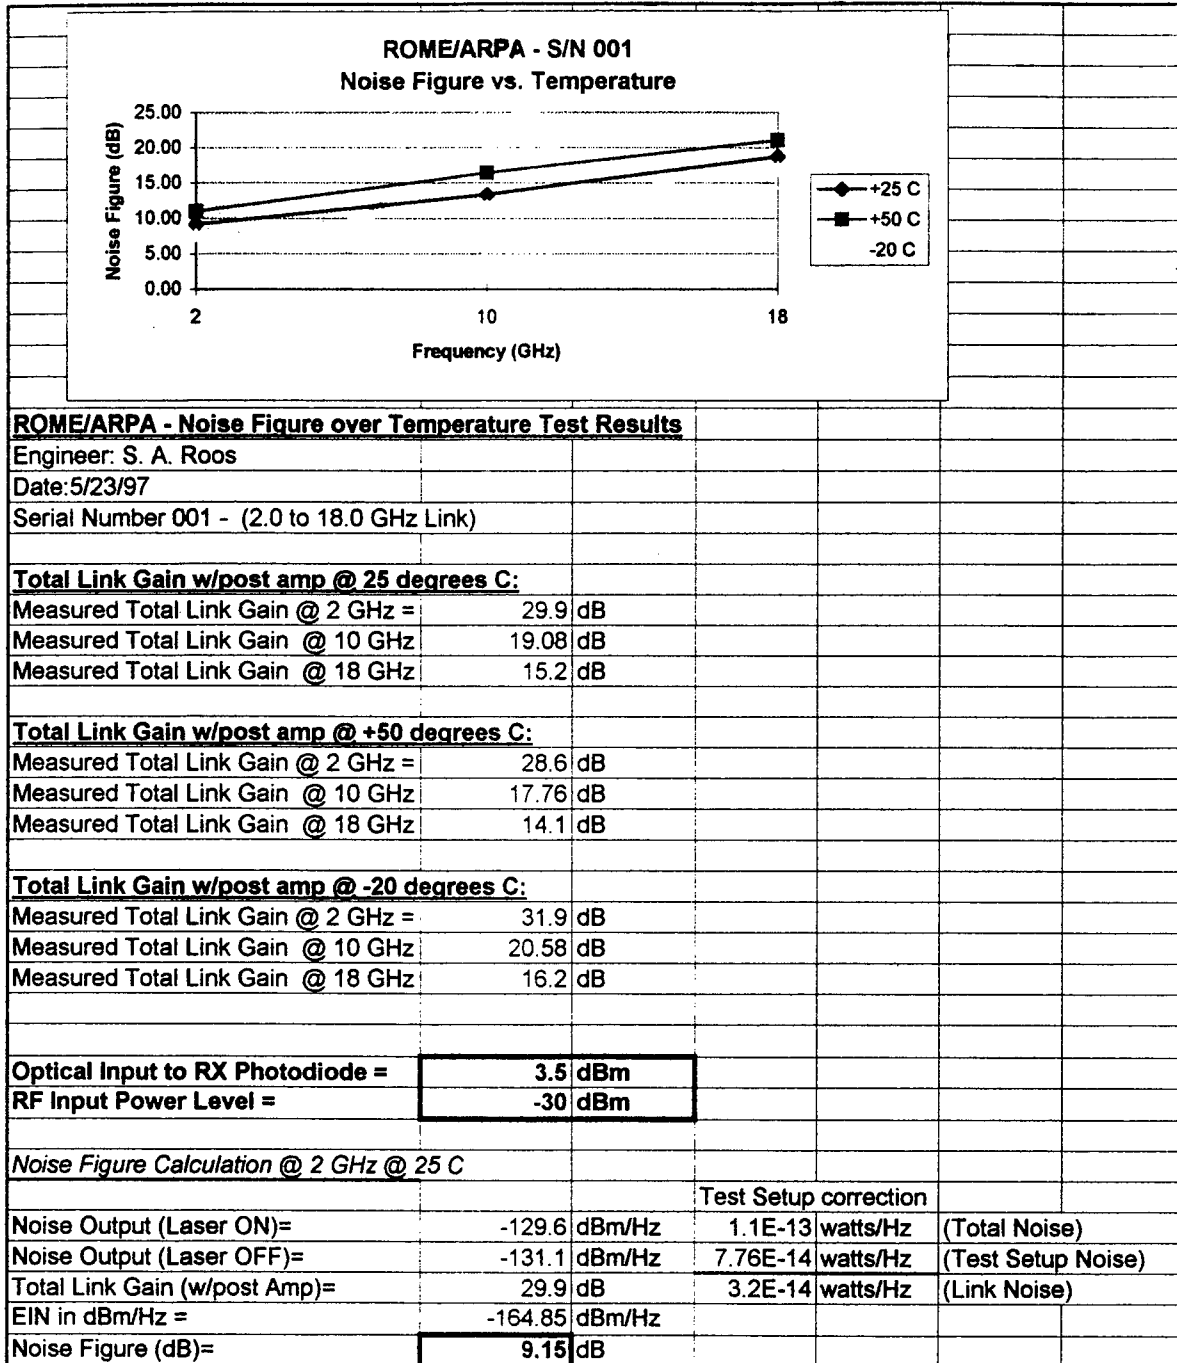 ROME/ARPA - S/N 001
Noise Figure vs. Temperature
Noise Figure (dB)
25.00
20.00
15.00
10.00
5.00
0.00
2 10 18
Frequency (GHz)
+25 C
+50 C
-20 C
ROME/ARPA - Noise Figure over Temperature Test Results
Engineer: S. A. Roos
Date:5/23/97
Serial Number 001 - (2.0 to 18.0 GHz Link)
Total Link Gain w/post amp @ 25 degrees C:
Measured Total Link Gain @ 2 GHz = 29.9 dB
Measured Total Link Gain @ 10 GHz 19.08 dB
Measured Total Link Gain @ 18 GHz 15.2 dB
Total Link Gain w/post amp @ +50 degrees C:
Measured Total Link Gain @ 2 GHz = 28.6 dB
Measured Total Link Gain @ 10 GHz 17.76 dB
Measured Total Link Gain @ 18 GHz 14.1 dB
Total Link Gain w/post amp @ -20 degrees C:
Measured Total Link Gain @ 2 GHz = 31.9 dB
Measured Total Link Gain @ 10 GHz 20.58 dB
Measured Total Link Gain @ 18 GHz 16.2 dB
Optical Input to RX Photodiode = 3.5 dBm
RF Input Power Level = -30 dBm
Noise Figure Calculation @ 2 GHz @ 25 C
Test Setup correction
Noise Output (Laser ON)= -129.6 dBm/Hz 1.1E-13 watts/Hz (Total Noise)
Noise Output (Laser OFF)= -131.1 dBm/Hz 7.76E-14 watts/Hz (Test Setup Noise)
Total Link Gain (w/post Amp)= 29.9 dB 3.2E-14 watts/Hz (Link Noise)
EIN in dBm/Hz = -164.85 dBm/Hz
Noise Figure (dB)= 9.15 dB